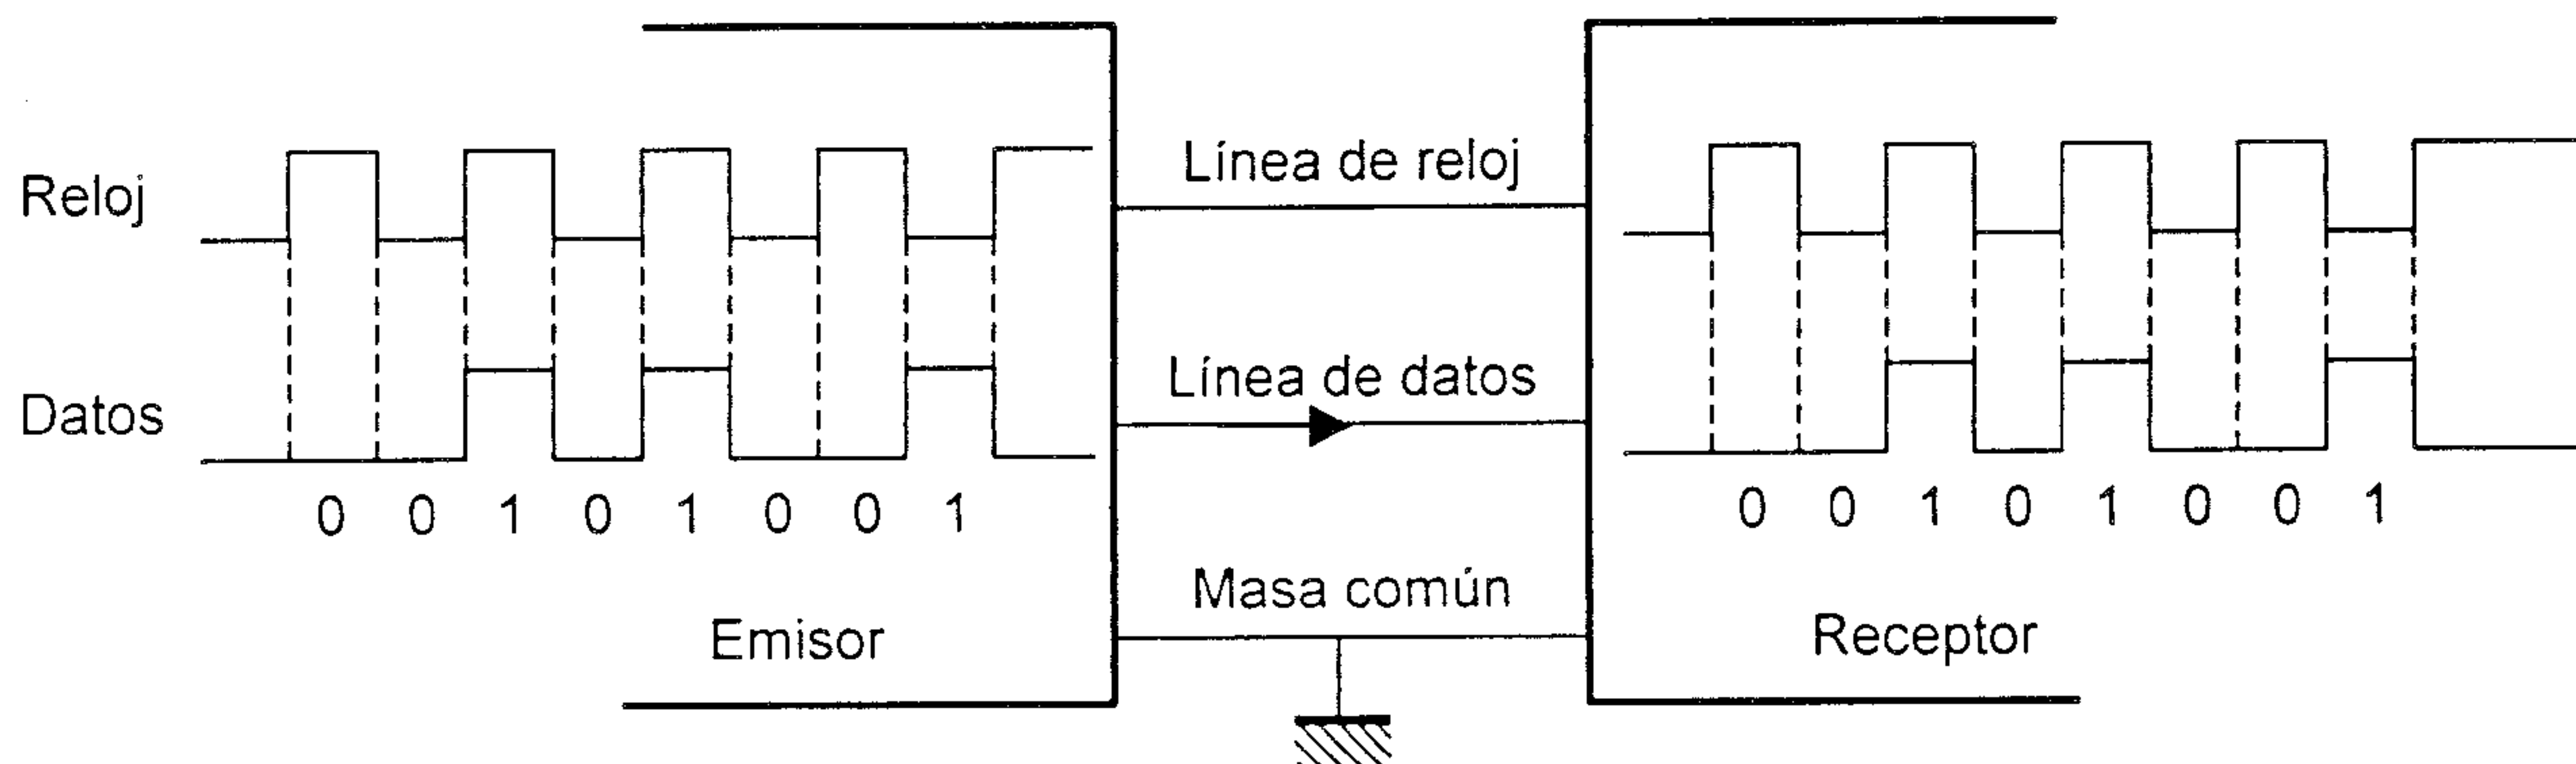 Reloj
Línea de reloj
Datos
Línea de datos
0 0 1 0 1 0 0 1
0 0 1 0 1 0 0 1
Masa común
Emisor
Receptor